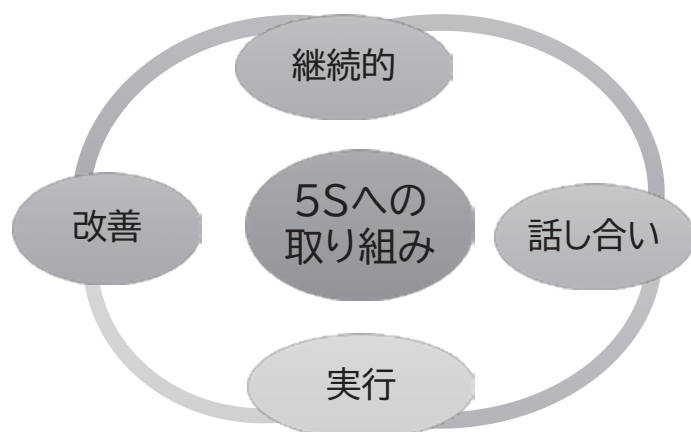 継続的
改善
5Sへの
取り組み
話し合い
実行